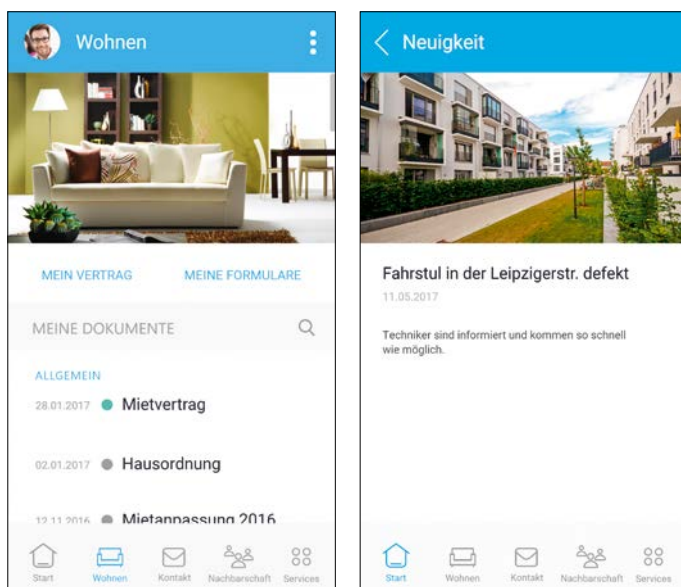 Wohnen
MEIN VERTRAG MEINE FORMULARE
MEINE DOKUMENTE
ALLGEMEIN
28.01.2017 Mietvertrag
02.01.2017 Hausordnung
12.11.2016 Mietanpassung 2016
Start Wohnen Kontakt Nachbarschaft Services
Neuigkeit
Fahrstul in der Leipzigerstr. defekt
11.05.2017
Techniker sind informiert und kommen so schnell
wie möglich.
Start Wohnen Kontakt Nachbarschaft Services